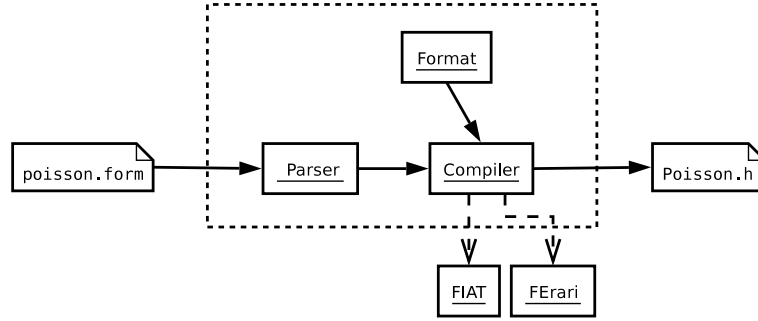 Format
poisson.form
Parser
Compiler
Poisson.h
FIAT
FErari